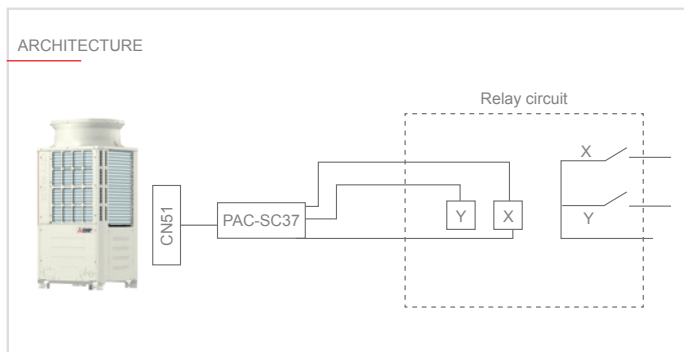 ARCHITECTURE
Relay circuit
CN51
PAC-SC37
Y
X
X
Y